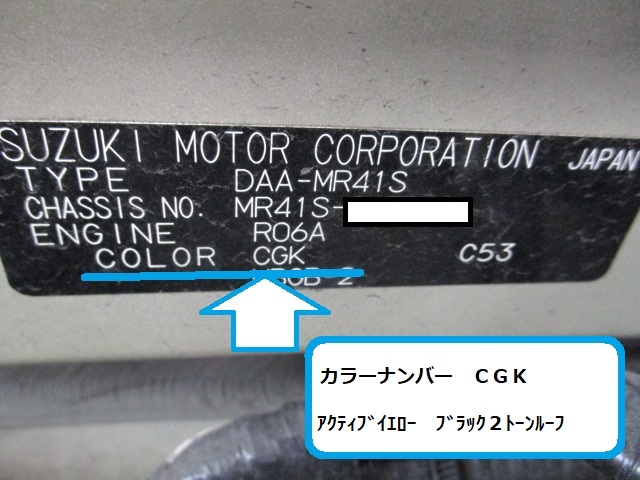 SUZUKI MOTOR CORPORATION JAPAN
TYPE DAA-MR41S
CHASSIS NO. MR41S-
ENGINE R06A
COLOR CGK C53
カラーナンバー　ＣＧＫ
ｱｸﾃｨﾌﾞｲｴﾛｰ　ﾌﾞﾗｯｸ２ﾄｰﾝﾙｰﾌ